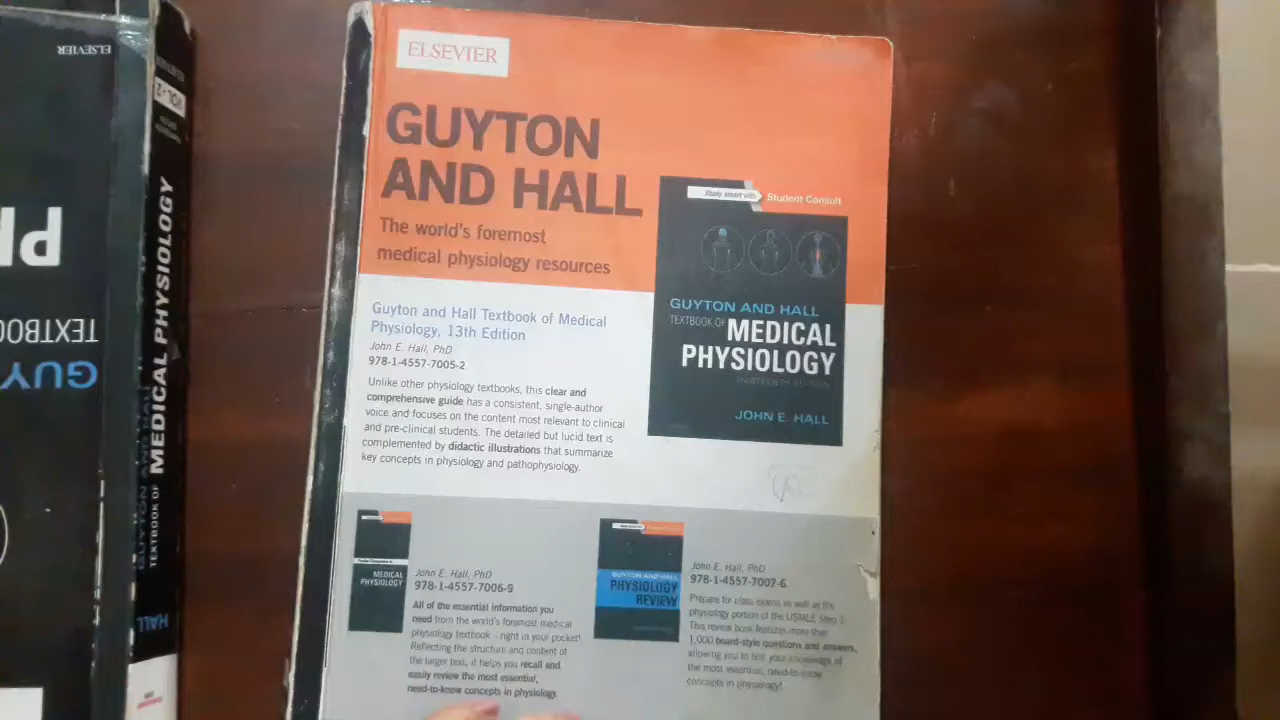 ELSEVIER
GUYTON
AND HALL
The world's foremost
medical physiology resources
Study smart with Student Consult
GUYTON AND HALL
TEXTBOOK OF MEDICAL
PHYSIOLOGY
JOHN E. HALL
Guyton and Hall Textbook of Medical
Physiology, 13th Edition
John E. Hall, PhD
978-1-4557-7005-2
Unlike other physiology textbooks, this clear and
comprehensive guide has a consistent, single-author
voice and focuses on the content most relevant to clinical
and pre-clinical students. The detailed but lucid text is
complemented by didactic illustrations that summarize
key concepts in physiology and pathophysiology.
MEDICAL
PHYSIOLOGY
John E. Hall, PhD
978-1-4557-7006-9
All of the essential information you
need from the world's foremost medical
physiology textbook - right in your pocket!
Reflecting the structure and content of
the larger text, it helps you recall and
easily review the most essential,
need-to-know concepts in physiology.
GUYTON AND HALL
PHYSIOLOGY
REVIEW
John E. Hall, PhD
978-1-4557-7007-6
Prepare for class exams as well as the
physiology portion of the USMLE Step 1
This review book features more than
1,000 board-style questions and answers,
allowing you to test your knowledge of
the most essential, need-to-know
concepts in physiology!
ELSEVIER
VOL-2
GUYTON AND HALL
TEXTBOOK OF MEDICAL PHYSIOLOGY
HALL
GUY
TEXTBOO